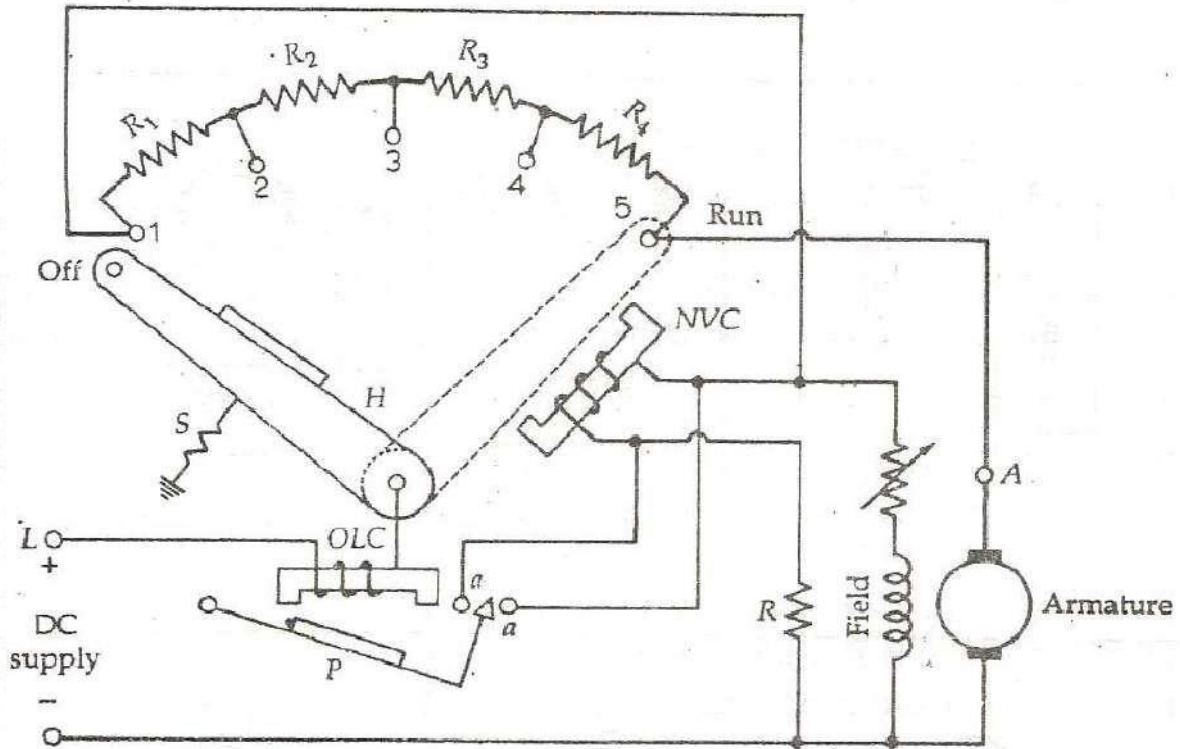 R₁
R₂
R₃
R₄
1
2
3
4
5
Run
Off
NVC
H
S
A
L
+
OLC
a
a
DC
supply
P
R
Field
Armature
−